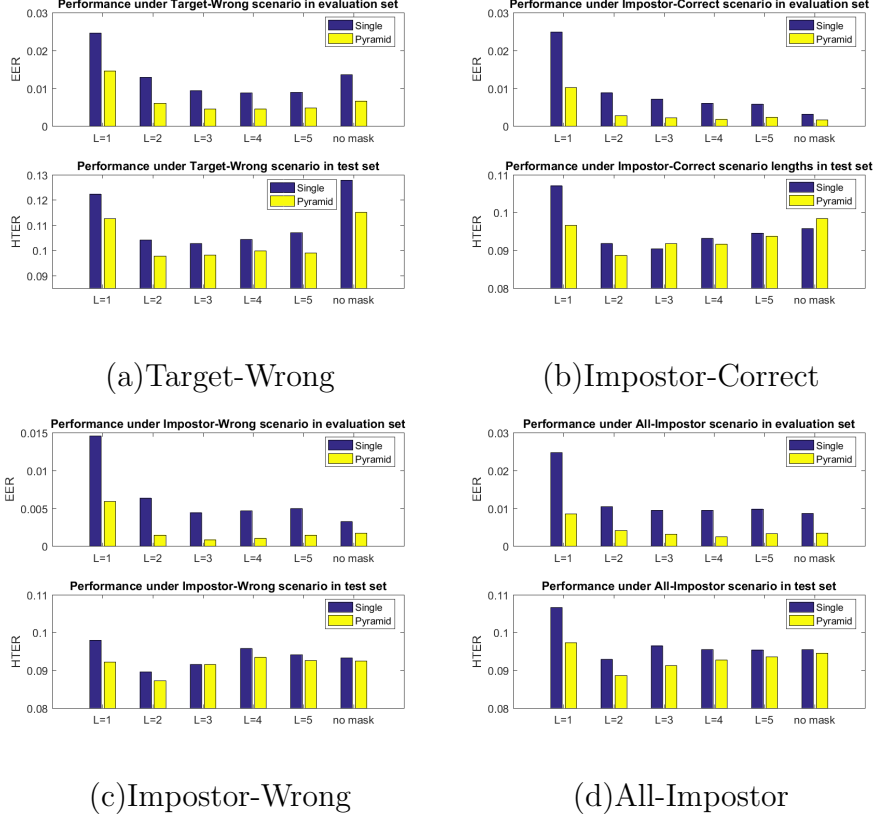 Performance under Target-Wrong scenario in evaluation set
0.03
0.02
0.01
0
EER
Single
Pyramid
L=1 L=2 L=3 L=4 L=5 no mask
Performance under Target-Wrong scenario in test set
0.13
0.12
0.11
0.1
0.09
HTER
Single
Pyramid
L=1 L=2 L=3 L=4 L=5 no mask
(a)Target-Wrong
Performance under Impostor-Correct scenario in evaluation set
0.03
0.02
0.01
0
EER
Single
Pyramid
L=1 L=2 L=3 L=4 L=5 no mask
Performance under Impostor-Correct scenario lengths in test set
0.11
0.1
0.09
0.08
HTER
Single
Pyramid
L=1 L=2 L=3 L=4 L=5 no mask
(b)Impostor-Correct
Performance under Impostor-Wrong scenario in evaluation set
0.015
0.01
0.005
0
EER
Single
Pyramid
L=1 L=2 L=3 L=4 L=5 no mask
Performance under Impostor-Wrong scenario in test set
0.11
0.1
0.09
0.08
HTER
Single
Pyramid
L=1 L=2 L=3 L=4 L=5 no mask
(c)Impostor-Wrong
Performance under All-Impostor scenario in evaluation set
0.03
0.02
0.01
0
EER
Single
Pyramid
L=1 L=2 L=3 L=4 L=5 no mask
Performance under All-Impostor scenario in test set
0.11
0.1
0.09
0.08
HTER
Single
Pyramid
L=1 L=2 L=3 L=4 L=5 no mask
(d)All-Impostor